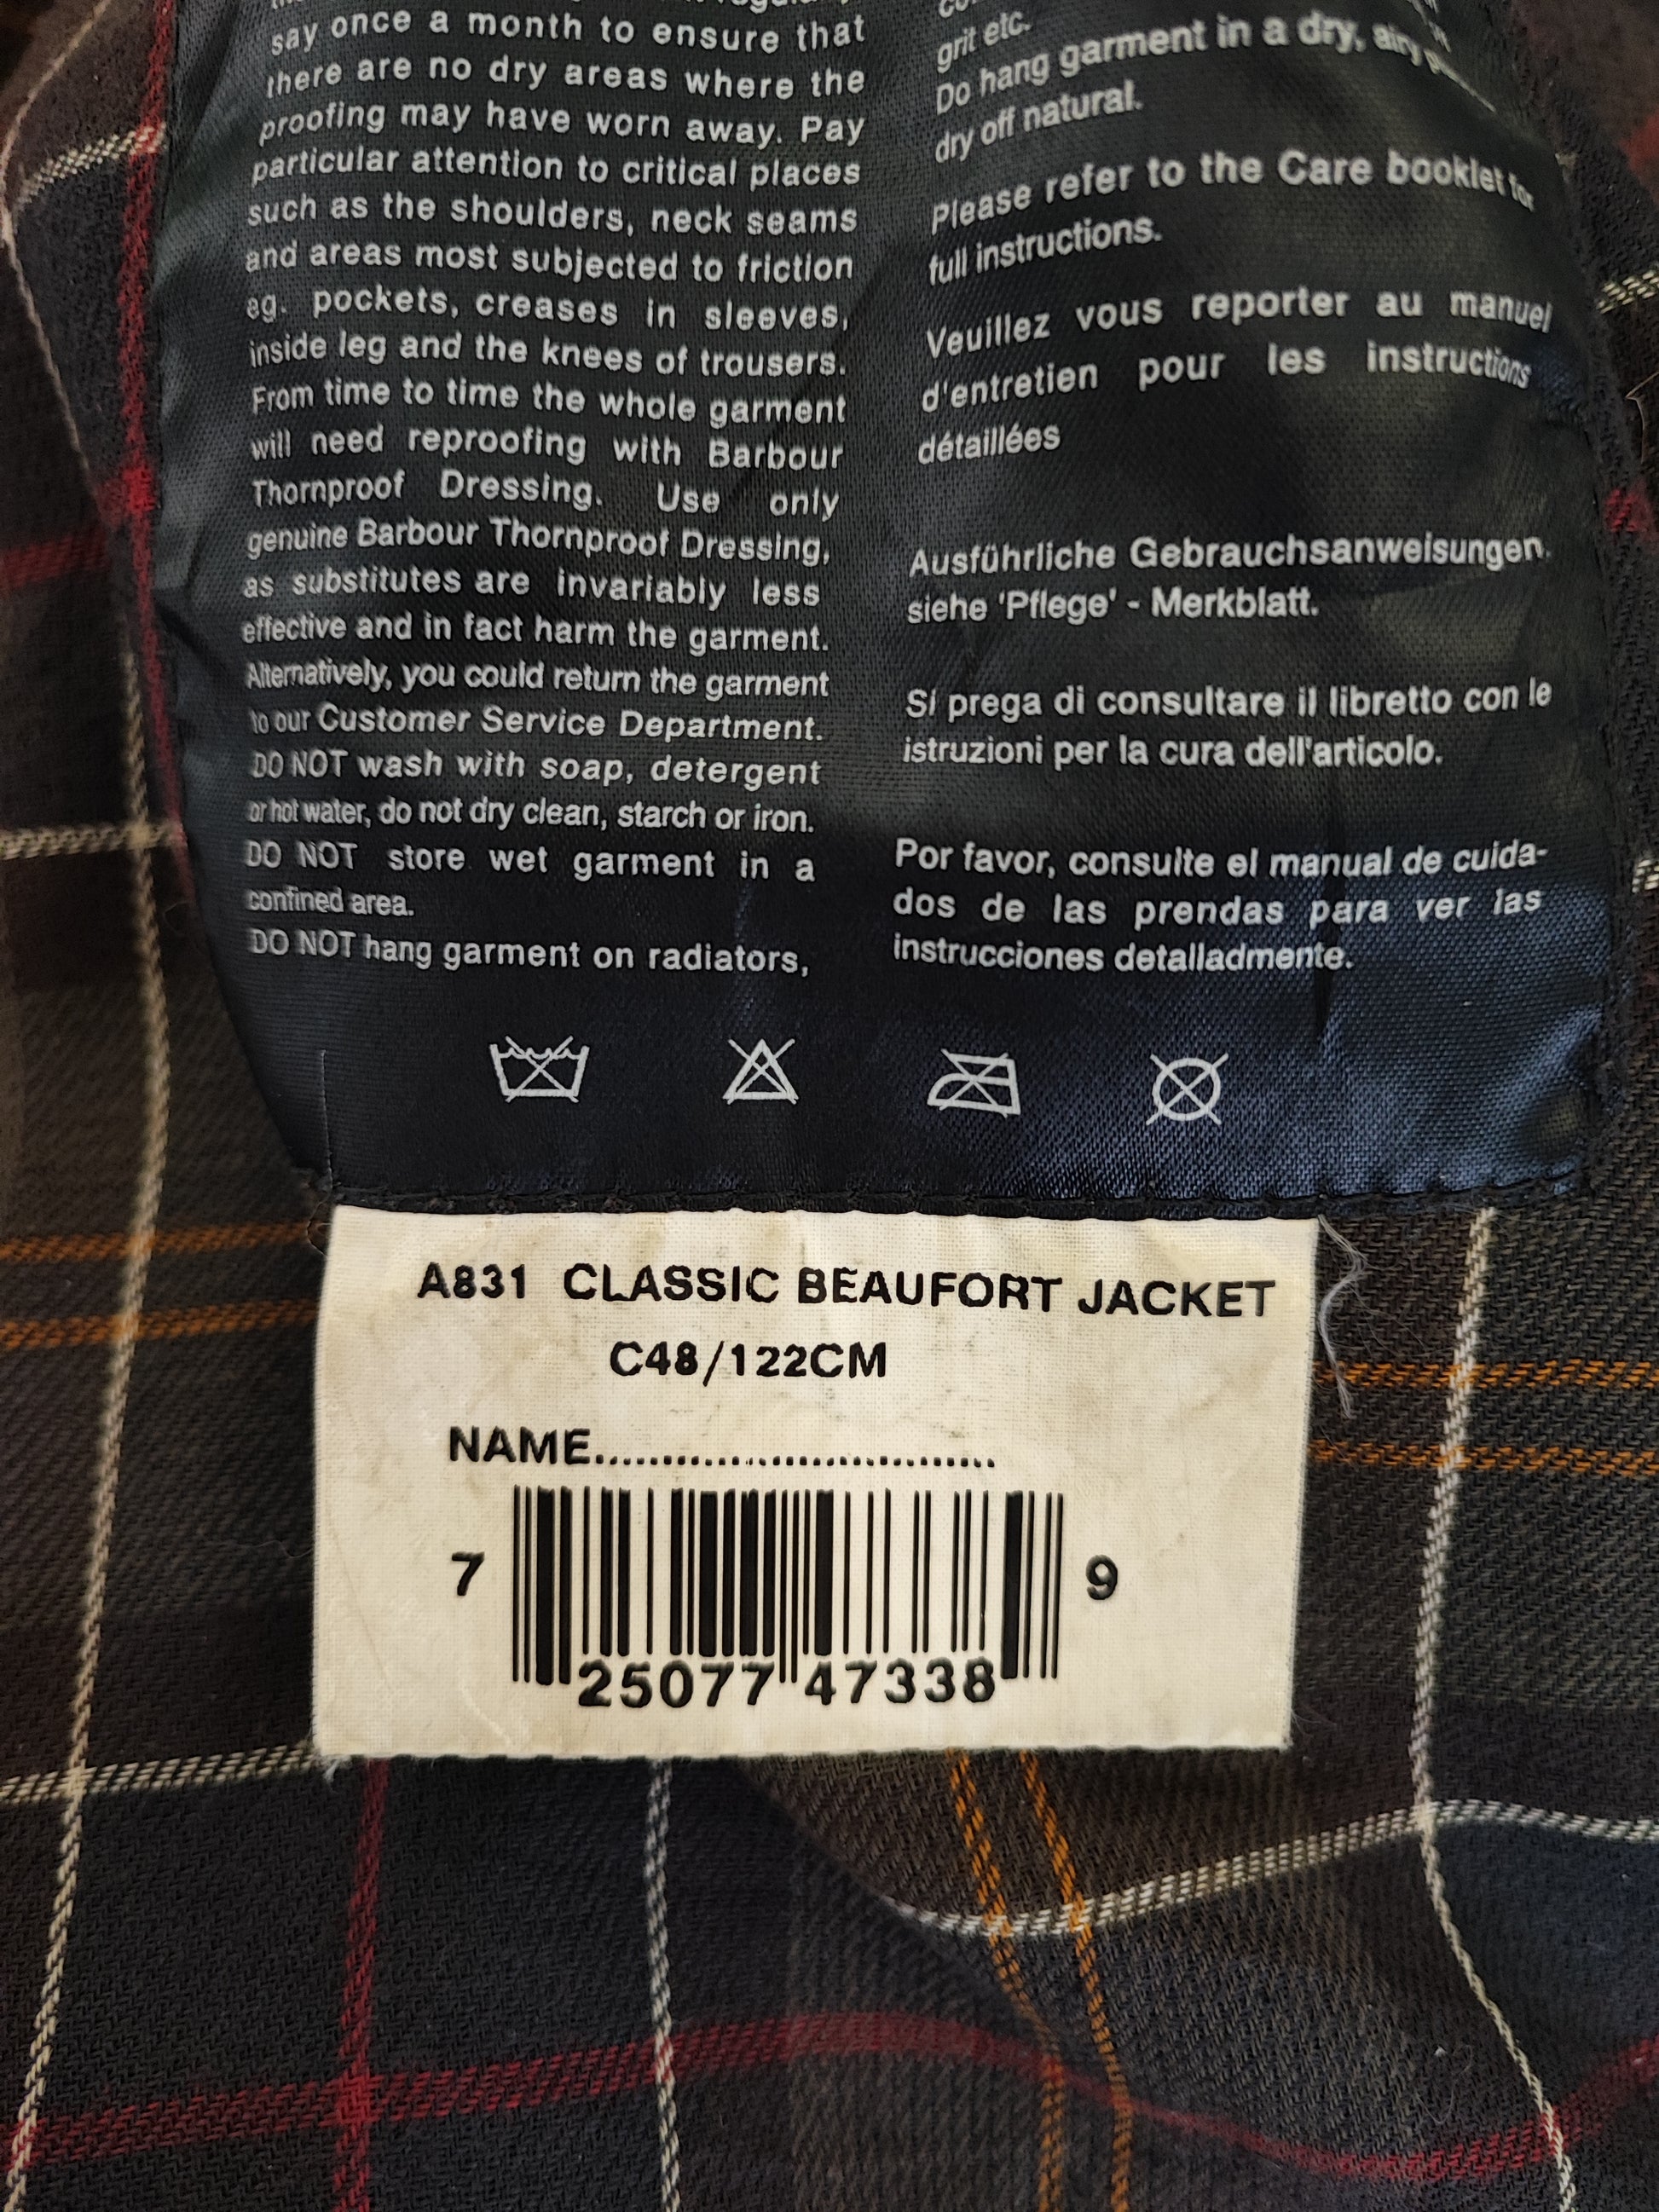 say once a month to ensure that
there are no dry areas where the
proofing may have worn away. Pay
particular attention to critical places
such as the shoulders, neck seams
and areas most subjected to friction
eg. pockets, creases in sleeves,
inside leg and the knees of trousers.
From time to time the whole garment
will need reproofing with Barbour
Thornproof Dressing. Use only
genuine Barbour Thornproof Dressing,
as substitutes are invariably less
effective and in fact harm the garment.
Alternatively, you could return the garment
to our Customer Service Department.
DO NOT wash with soap, detergent
or hot water, do not dry clean, starch or iron.
DO NOT store wet garment in a
confined area.
DO NOT hang garment on radiators,
grit etc.
Do hang garment in a dry, airy
dry off natural.
Please refer to the Care booklet for
full instructions.
Veuillez vous reporter au manuel
d'entretien pour les instructions
détaillées
Ausführliche Gebrauchsanweisungen.
siehe 'Pflege' - Merkblatt.
Si prega di consultare il libretto con le
istruzioni per la cura dell'articolo.
Por favor, consulte el manual de cuida-
dos de las prendas para ver las
instrucciones detalladmente.
A831 CLASSIC BEAUFORT JACKET
C48/122CM
NAME..............................
7 25077 47338 9